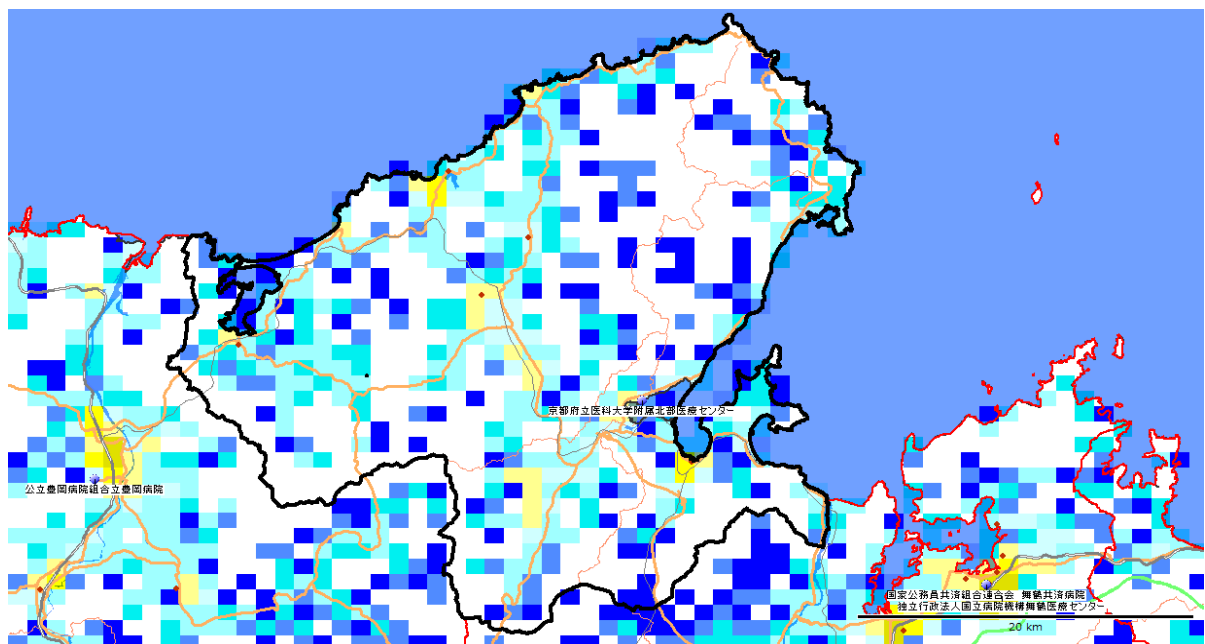 京都府立医科大学附属北部医療センター
公立豊岡病院組合立豊岡病院
国家公務員共済組合連合会 舞鶴共済病院
独立行政法人国立病院機構舞鶴医療センター
20 km